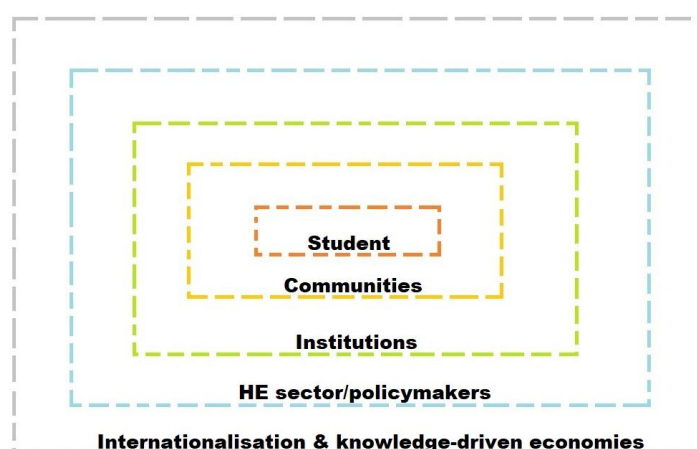 Student
Communities
Institutions
HE sector/policymakers
Internationalisation & knowledge-driven economies